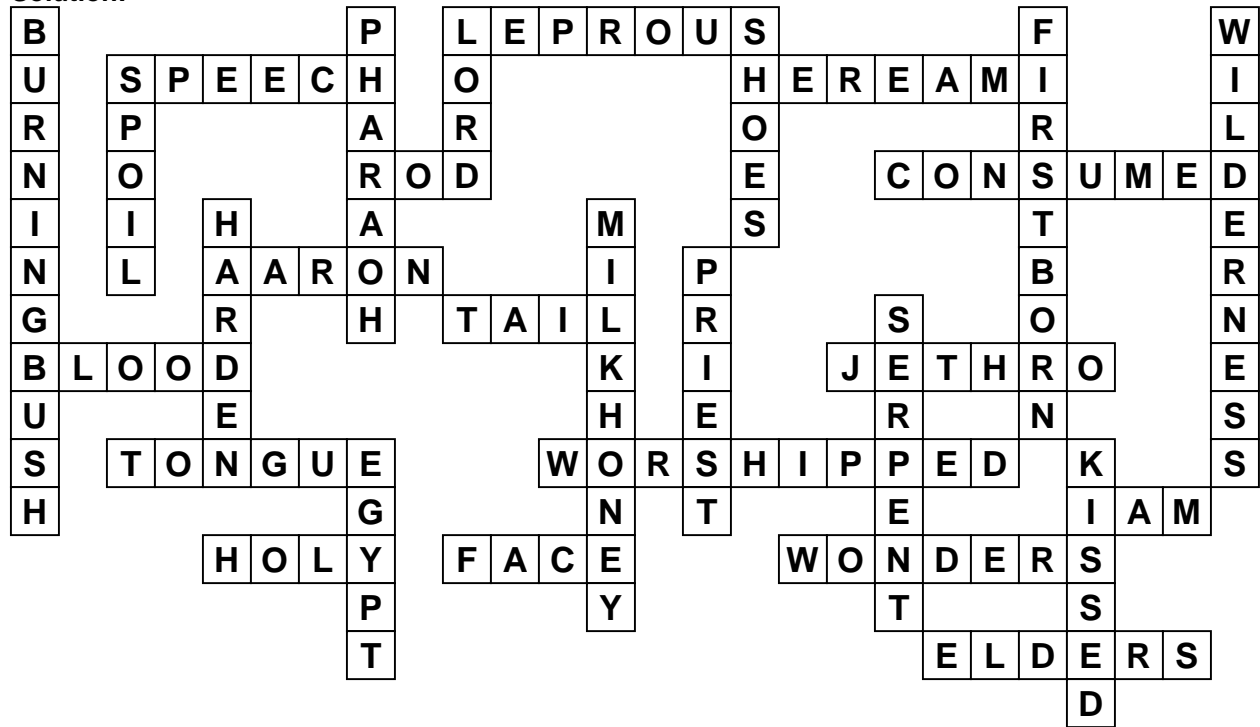 Solution:
B P L E P R O U S F W
U S P E E C H O H E R E A M I I
R P A R O R L
N O R O D E C O N S U M E D
I I H A M S T E
N L A A R O N I P B R
G R H T A I L R S O N
B L O O D K I J E T H R O E
U E H E R N S
S T O N G U E W O R S H I P P E D K S
H G N T E I A M
H O L Y F A C E W O N D E R S
P Y T S
T E L D E R S
D